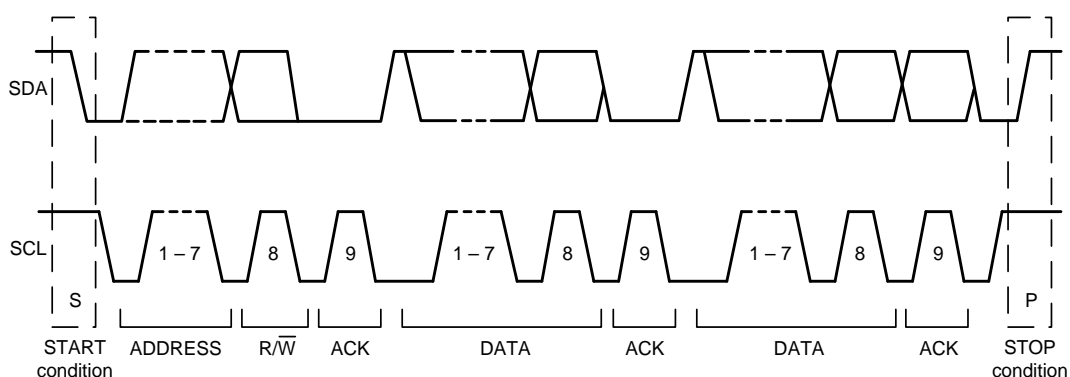 SDA
SCL
1 – 7
8
9
1 – 7
8
9
1 – 7
8
9
S
P
START
condition
ADDRESS
R/W̅
ACK
DATA
ACK
DATA
ACK
STOP
condition